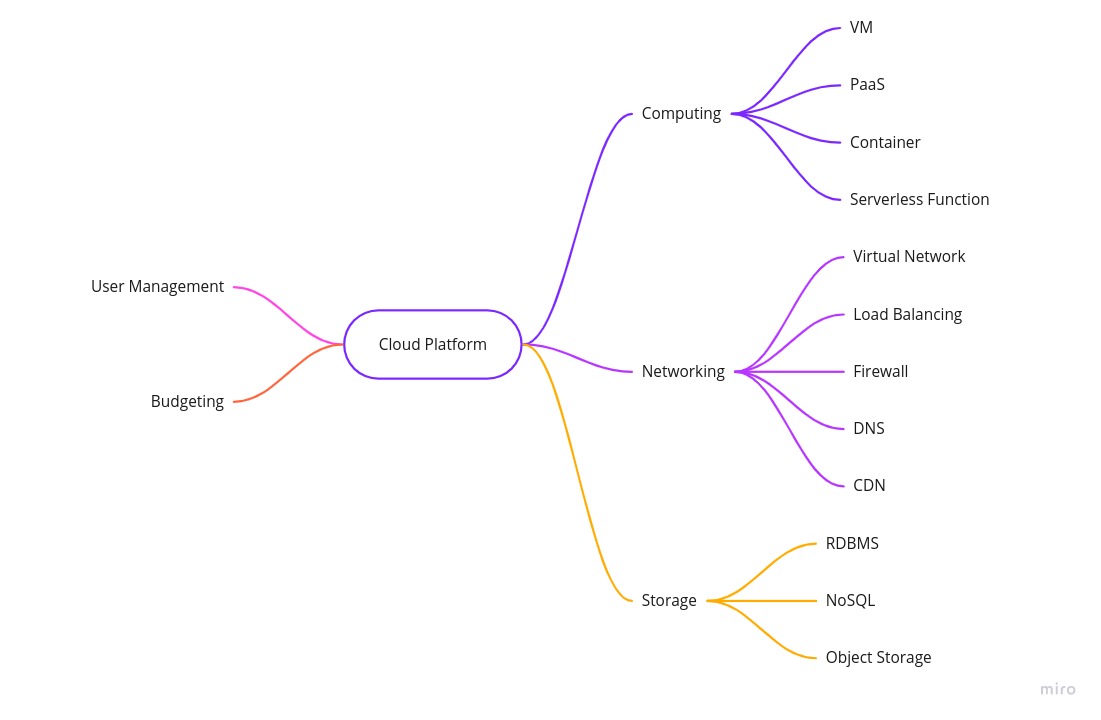 Cloud Platform
User Management
Budgeting
Computing
VM
PaaS
Container
Serverless Function
Networking
Virtual Network
Load Balancing
Firewall
DNS
CDN
Storage
RDBMS
NoSQL
Object Storage
miro